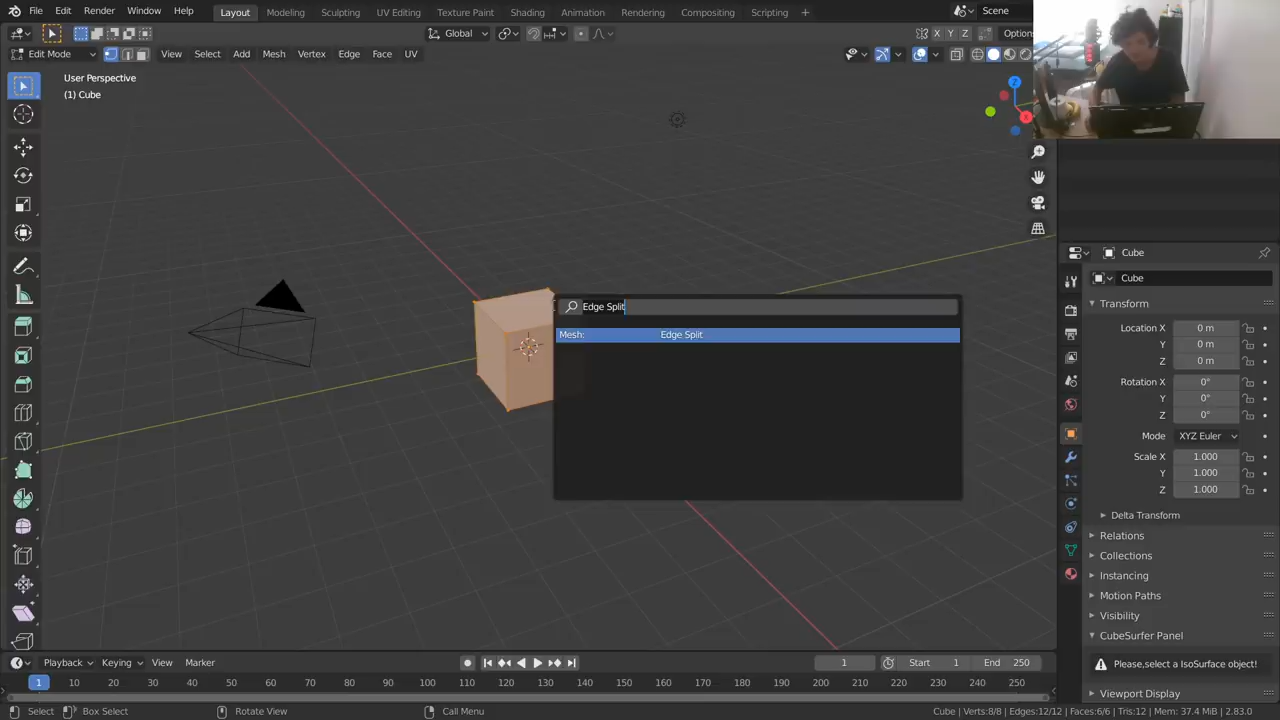 File Edit Render Window Help Layout Modeling Sculpting UV Editing Texture Paint Shading Animation Rendering Compositing Scripting + Scene
Global X Y Z Options
Edit Mode View Select Add Mesh Vertex Edge Face UV
User Perspective
(1) Cube
Z
X
Cube
Cube
Transform
Location X 0 m
Y 0 m
Z 0 m
Rotation X 0°
Y 0°
Z 0°
Mode XYZ Euler
Scale X 1.000
Y 1.000
Z 1.000
Delta Transform
Relations
Collections
Instancing
Motion Paths
Visibility
CubeSurfer Panel
Please,select a IsoSurface object!
Viewport Display
Edge Split
Mesh: Edge Split
Playback Keying View Marker 1 Start 1 End 250
1 10 20 30 40 50 60 70 80 90 100 110 120 130 140 150 160 170 180 190 200 210 220 230 240 250
Select Box Select Rotate View Call Menu Cube | Verts:8/8 | Edges:12/12 | Faces:6/6 | Tris:12 | Mem: 37.4 MiB | 2.83.0